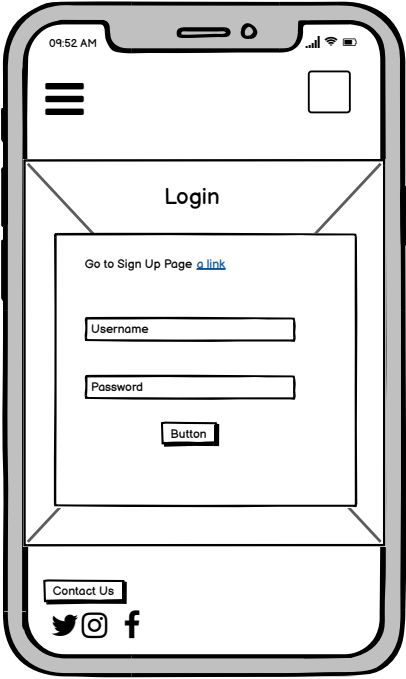 09:52 AM
Login
Go to Sign Up Page a link
Username
Password
Button
Contact Us